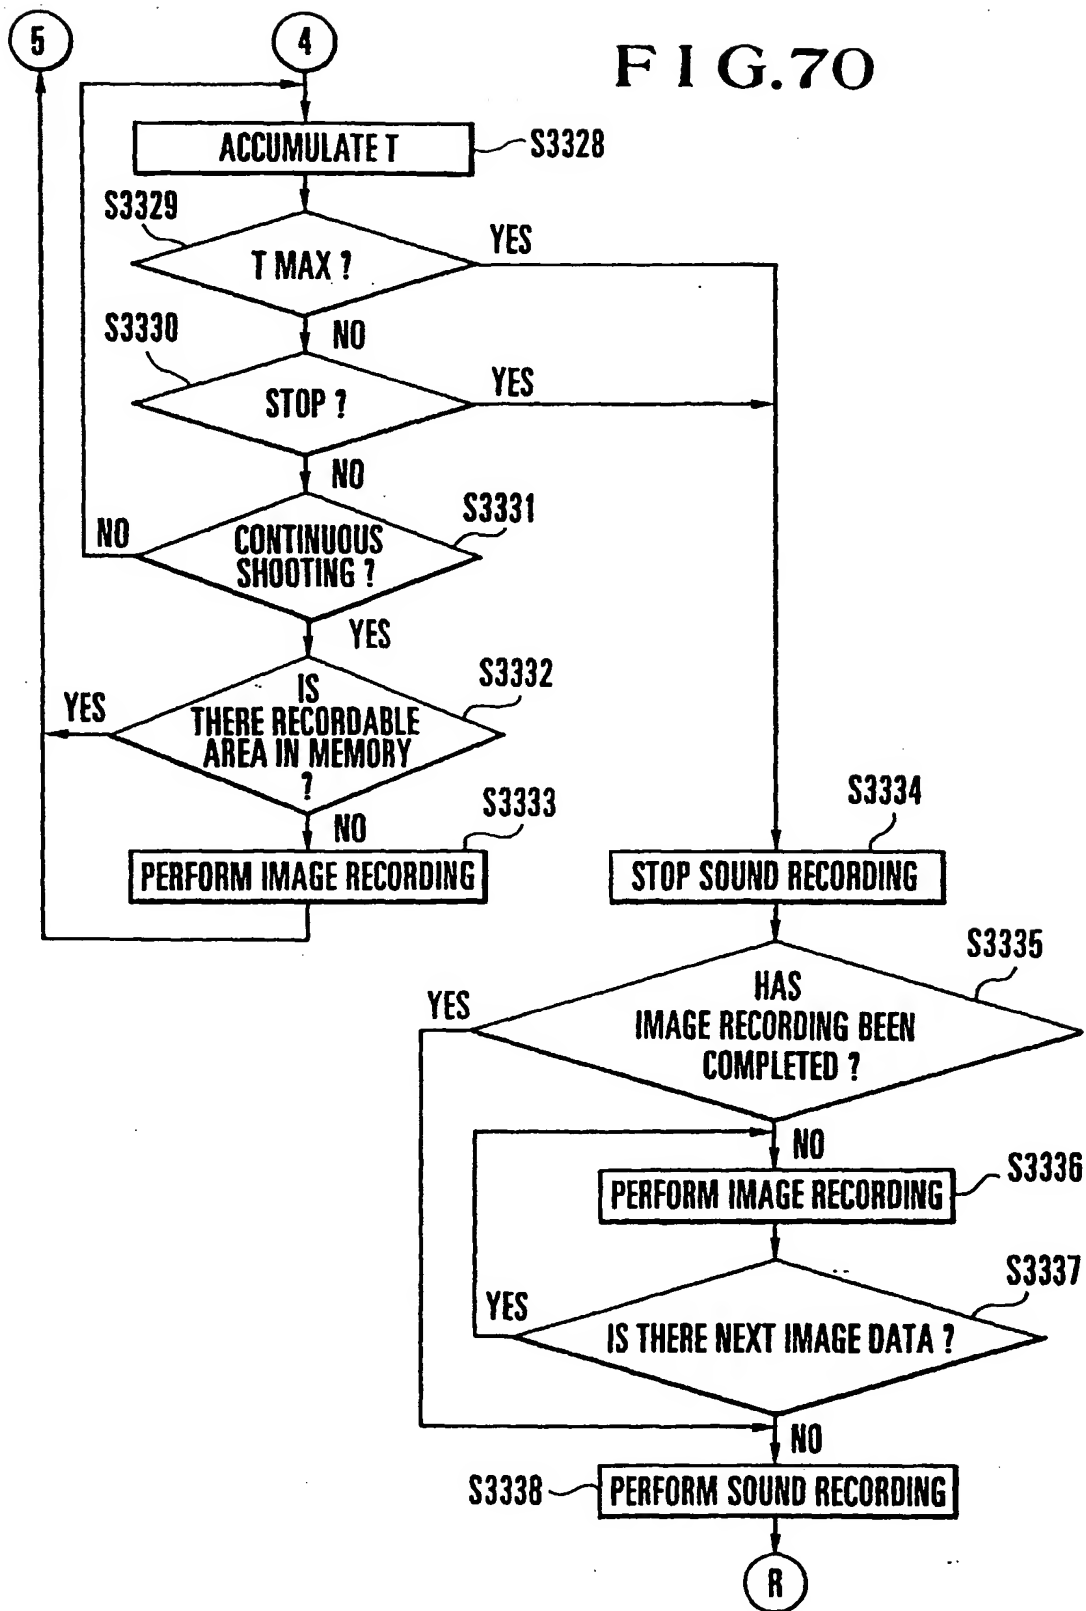 5
4
FIG.70
ACCUMULATE T
S3328
S3329
T MAX ?
YES
NO
S3330
STOP ?
YES
NO
S3331
CONTINUOUS
SHOOTING ?
NO
YES
S3332
IS
THERE RECORDABLE
AREA IN MEMORY
?
YES
NO
S3333
PERFORM IMAGE RECORDING
S3334
STOP SOUND RECORDING
S3335
HAS
IMAGE RECORDING BEEN
COMPLETED ?
YES
NO
S3336
PERFORM IMAGE RECORDING
S3337
IS THERE NEXT IMAGE DATA ?
YES
NO
S3338
PERFORM SOUND RECORDING
R